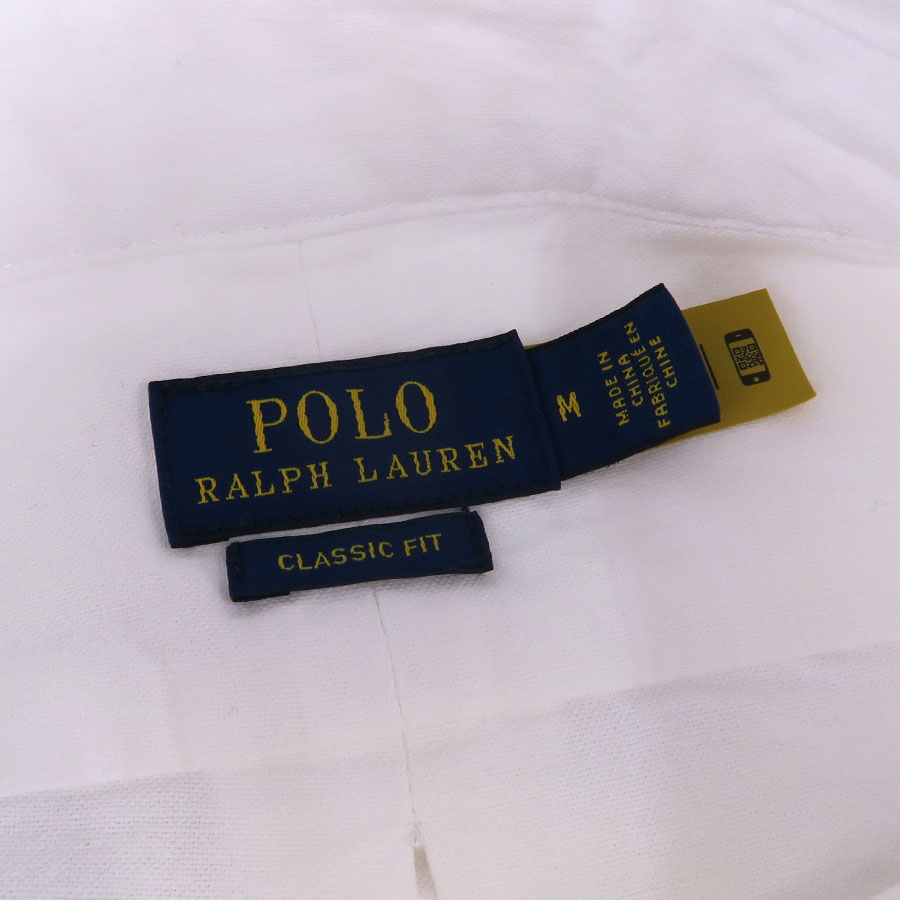 POLO
RALPH LAUREN
CLASSIC FIT
M
MADE IN
CHINA
FABRIQUÉ EN
CHINE